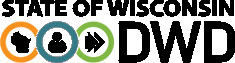 STATE OF WISCONSIN
DWD